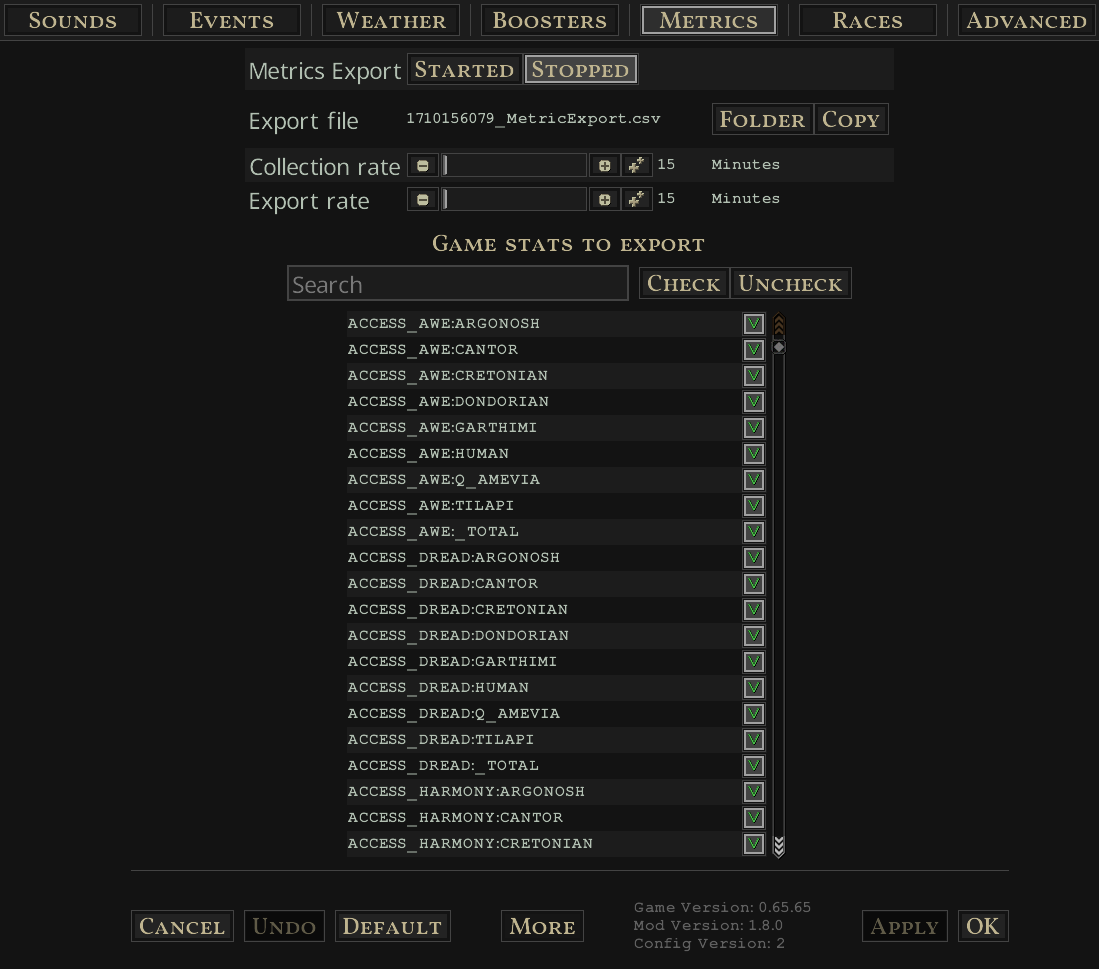 Sounds Events Weather Boosters Metrics Races Advanced
Metrics Export Started Stopped
Export file 1710156079_MetricExport.csv Folder Copy
Collection rate 15 Minutes
Export rate 15 Minutes
Game stats to export
Search Check Uncheck
ACCESS_AWE:ARGONOSH
ACCESS_AWE:CANTOR
ACCESS_AWE:CRETONIAN
ACCESS_AWE:DONDORIAN
ACCESS_AWE:GARTHIMI
ACCESS_AWE:HUMAN
ACCESS_AWE:Q_AMEVIA
ACCESS_AWE:TILAPI
ACCESS_AWE:_TOTAL
ACCESS_DREAD:ARGONOSH
ACCESS_DREAD:CANTOR
ACCESS_DREAD:CRETONIAN
ACCESS_DREAD:DONDORIAN
ACCESS_DREAD:GARTHIMI
ACCESS_DREAD:HUMAN
ACCESS_DREAD:Q_AMEVIA
ACCESS_DREAD:TILAPI
ACCESS_DREAD:_TOTAL
ACCESS_HARMONY:ARGONOSH
ACCESS_HARMONY:CANTOR
ACCESS_HARMONY:CRETONIAN
Cancel Undo Default More
Game Version: 0.65.65
Mod Version: 1.8.0
Config Version: 2
Apply OK